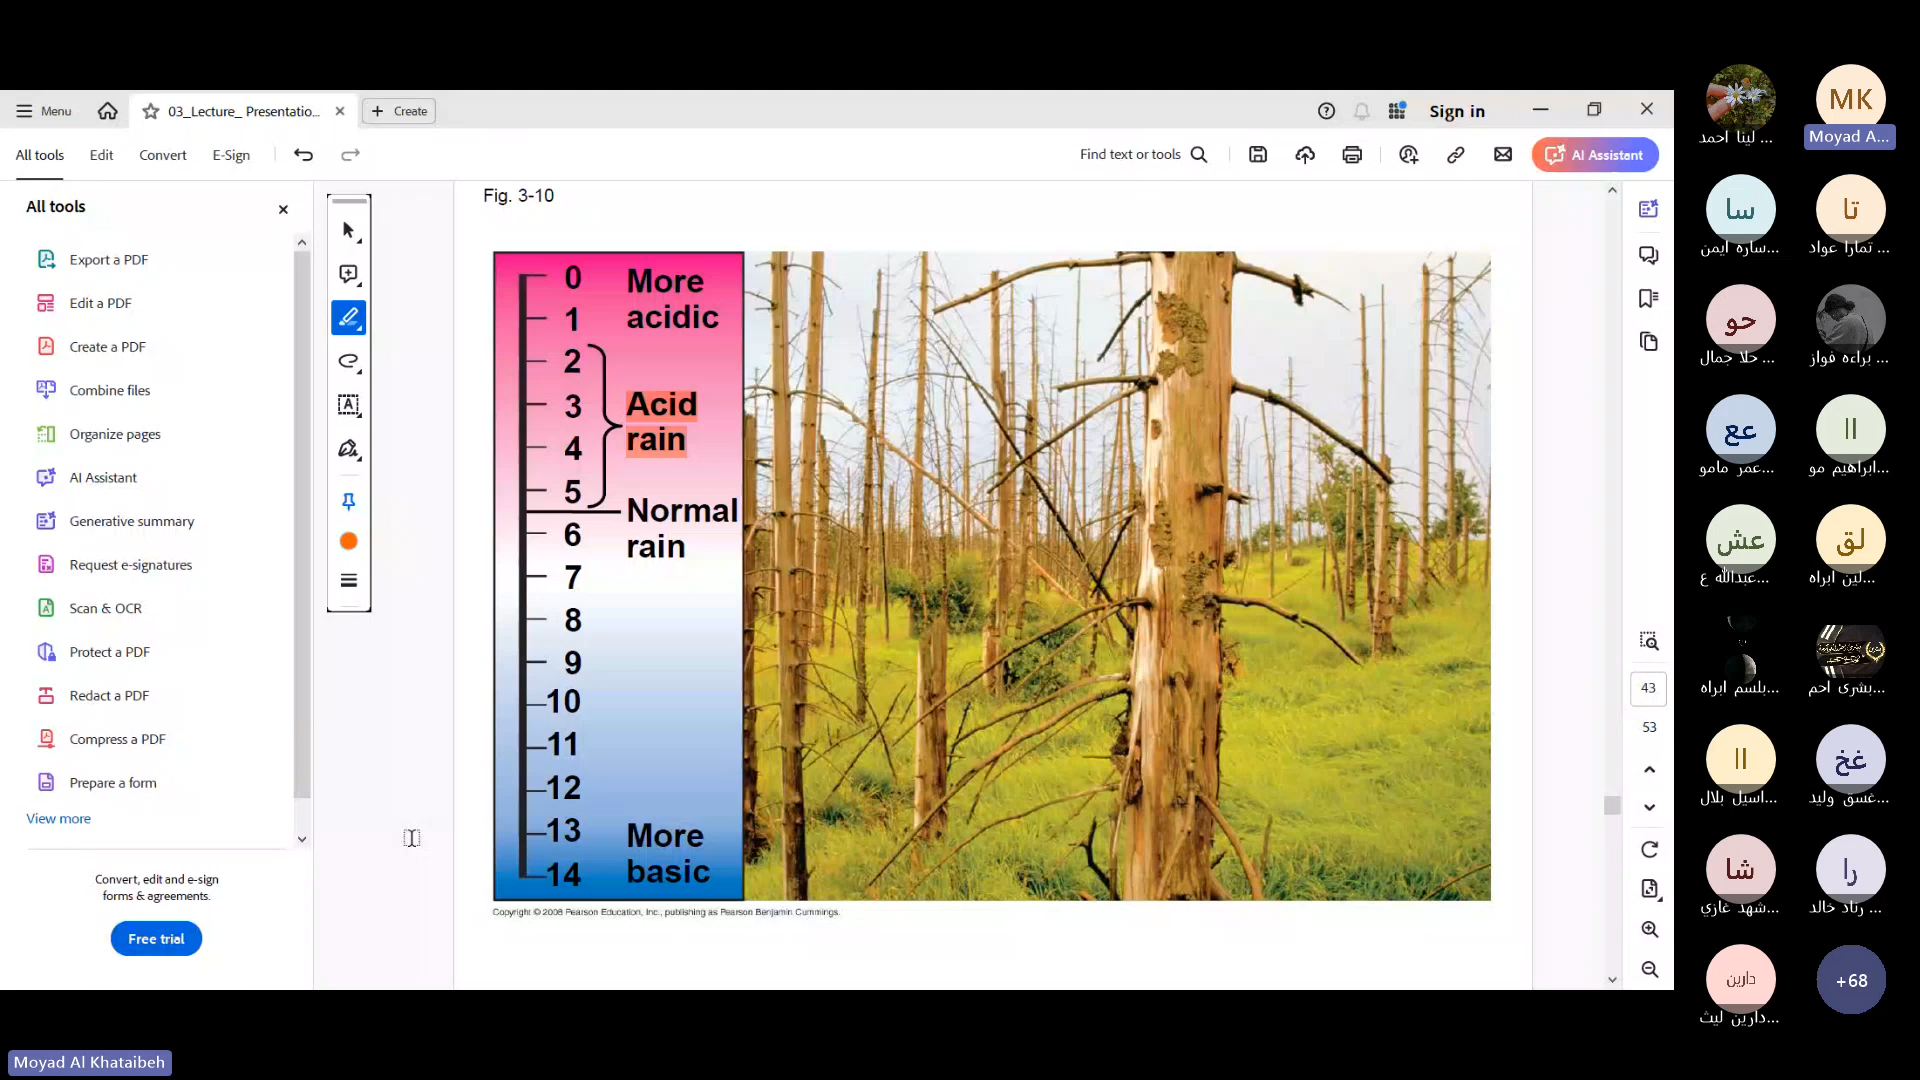 Menu
03_Lecture_ Presentatio...
Create
Sign in
All tools
Edit
Convert
E-Sign
Find text or tools
AI Assistant
All tools
Export a PDF
Edit a PDF
Create a PDF
Combine files
Organize pages
AI Assistant
Generative summary
Request e-signatures
Scan & OCR
Protect a PDF
Redact a PDF
Compress a PDF
Prepare a form
View more
Convert, edit and e-sign
forms & agreements.
Free trial
Fig. 3-10
0
1
2
3
4
5
6
7
8
9
10
11
12
13
14
More
acidic
Acid
rain
Normal
rain
More
basic
Copyright © 2008 Pearson Education, Inc., publishing as Pearson Benjamin Cummings.
43
53
لينا احمد ...
MK
Moyad A...
سا
ساره ايمن...
تا
تمارا عواد ...
حو
حلا جمال ...
براءه فواز ...
عع
عمر مامو...
اا
ابراهيم مو...
عش
عبدالله ع...
لق
لين ابراه...
بلسم ابراه...
بشرى احم...
اا
اسيل بلال...
غخ
غسق وليد...
شا
شهد غازي...
را
رناد خالد ...
دارين
دارين ليث...
+68
Moyad Al Khataibeh